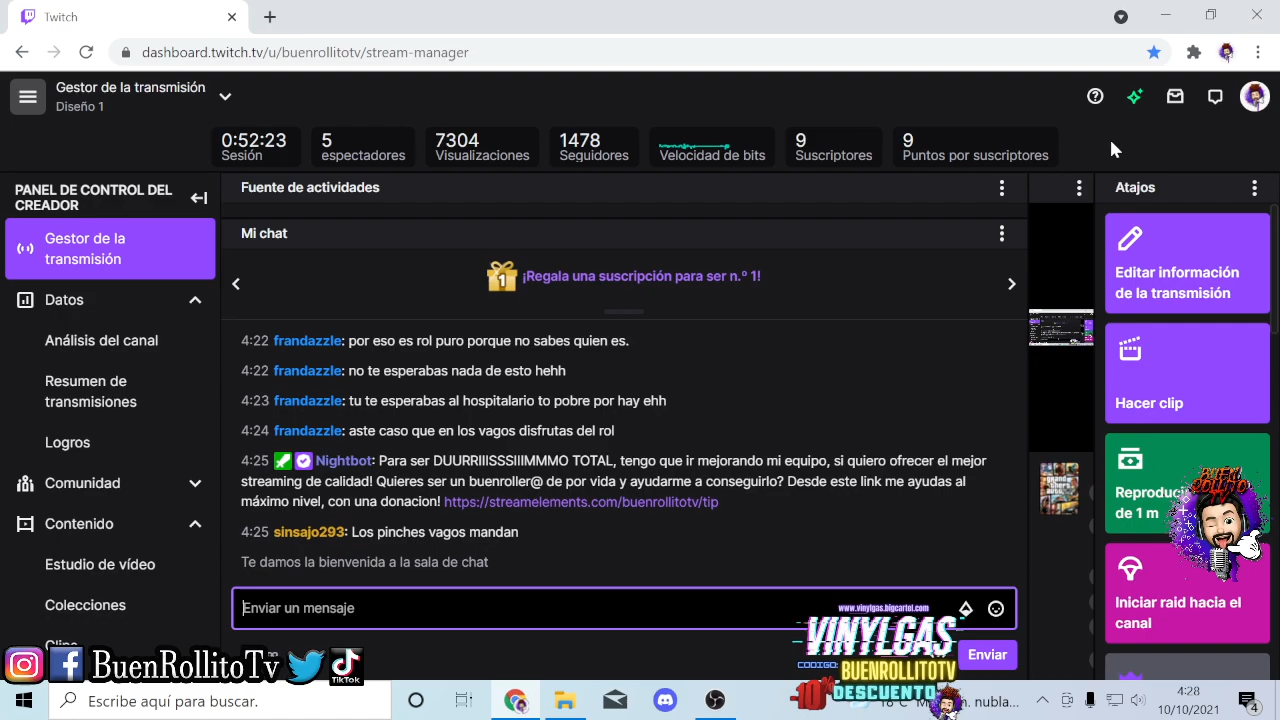 Twitch
dashboard.twitch.tv/u/buenrollitotv/stream-manager
Gestor de la transmisión
Diseño 1
0:52:23
Sesión
5
espectadores
7304
Visualizaciones
1478
Seguidores
Velocidad de bits
9
Suscriptores
9
Puntos por suscriptores
PANEL DE CONTROL DEL
CREADOR
Gestor de la
transmisión
Datos
Análisis del canal
Resumen de
transmisiones
Logros
Comunidad
Contenido
Estudio de vídeo
Colecciones
Fuente de actividades
Mi chat
1
¡Regala una suscripción para ser n.º 1!
4:22 frandazzle: por eso es rol puro porque no sabes quien es.
4:22 frandazzle: no te esperabas nada de esto hehh
4:23 frandazzle: tu te esperabas al hospitalario to pobre por hay ehh
4:24 frandazzle: aste caso que en los vagos disfrutas del rol
4:25 Nightbot: Para ser UUURRIIISSSIIIMMMO TOTAL, tengo que ir mejorando mi equipo, si quero ofrecer el mejor
streaming de calidad! Quieres ser un buenroller@ de por vida y ayudarme a conseguirlo? Desde este link me ayudas al
máximo nivel, con una donacion! https://streamelements.com/buenrollitotv/tip
4:25 sinsajo293: Los pinches vagos mandan
Te damos la bienvenida a la sala de chat
Enviar un mensaje
Enviar
Atajos
Editar información
de la transmisión
Hacer clip
de 1 m
BUEN
ROLLITO
Iniciar raid hacia el
canal
www.vinylgas.bigcartel.com
VINYLGAS
CODIGO: BUENROLLITOTV
DESCUENTO
BuenRollitoTv
TikTok
Escribe aquí para buscar.
4:28
10/10/2021
4